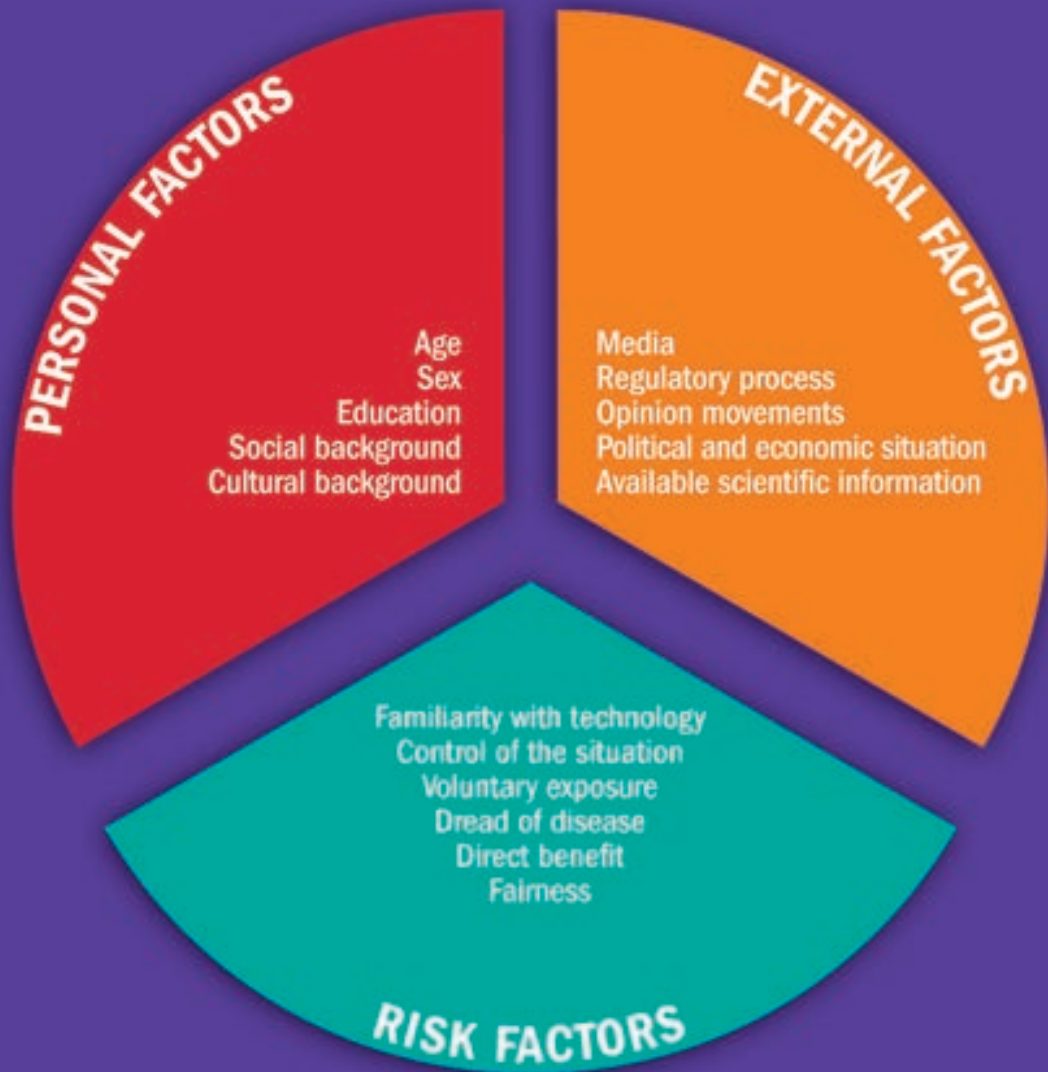 PERSONAL FACTORS
Age
Sex
Education
Social background
Cultural background
EXTERNAL FACTORS
Media
Regulatory process
Opinion movements
Political and economic situation
Available scientific information
Familiarity with technology
Control of the situation
Voluntary exposure
Dread of disease
Direct benefit
Fairness
RISK FACTORS